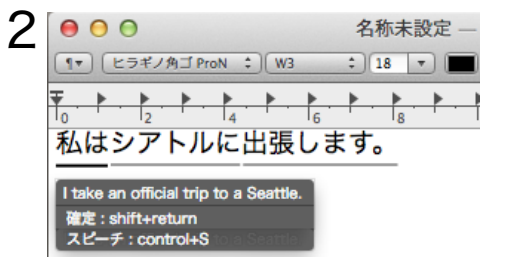 2
名称未設定 —
¶▾ ヒラギノ角ゴ ProN W3 18
0 2 4 6 8
私はシアトルに出張します。
I take an official trip to a Seattle.
確定 : shift+return
スピーチ : control+S